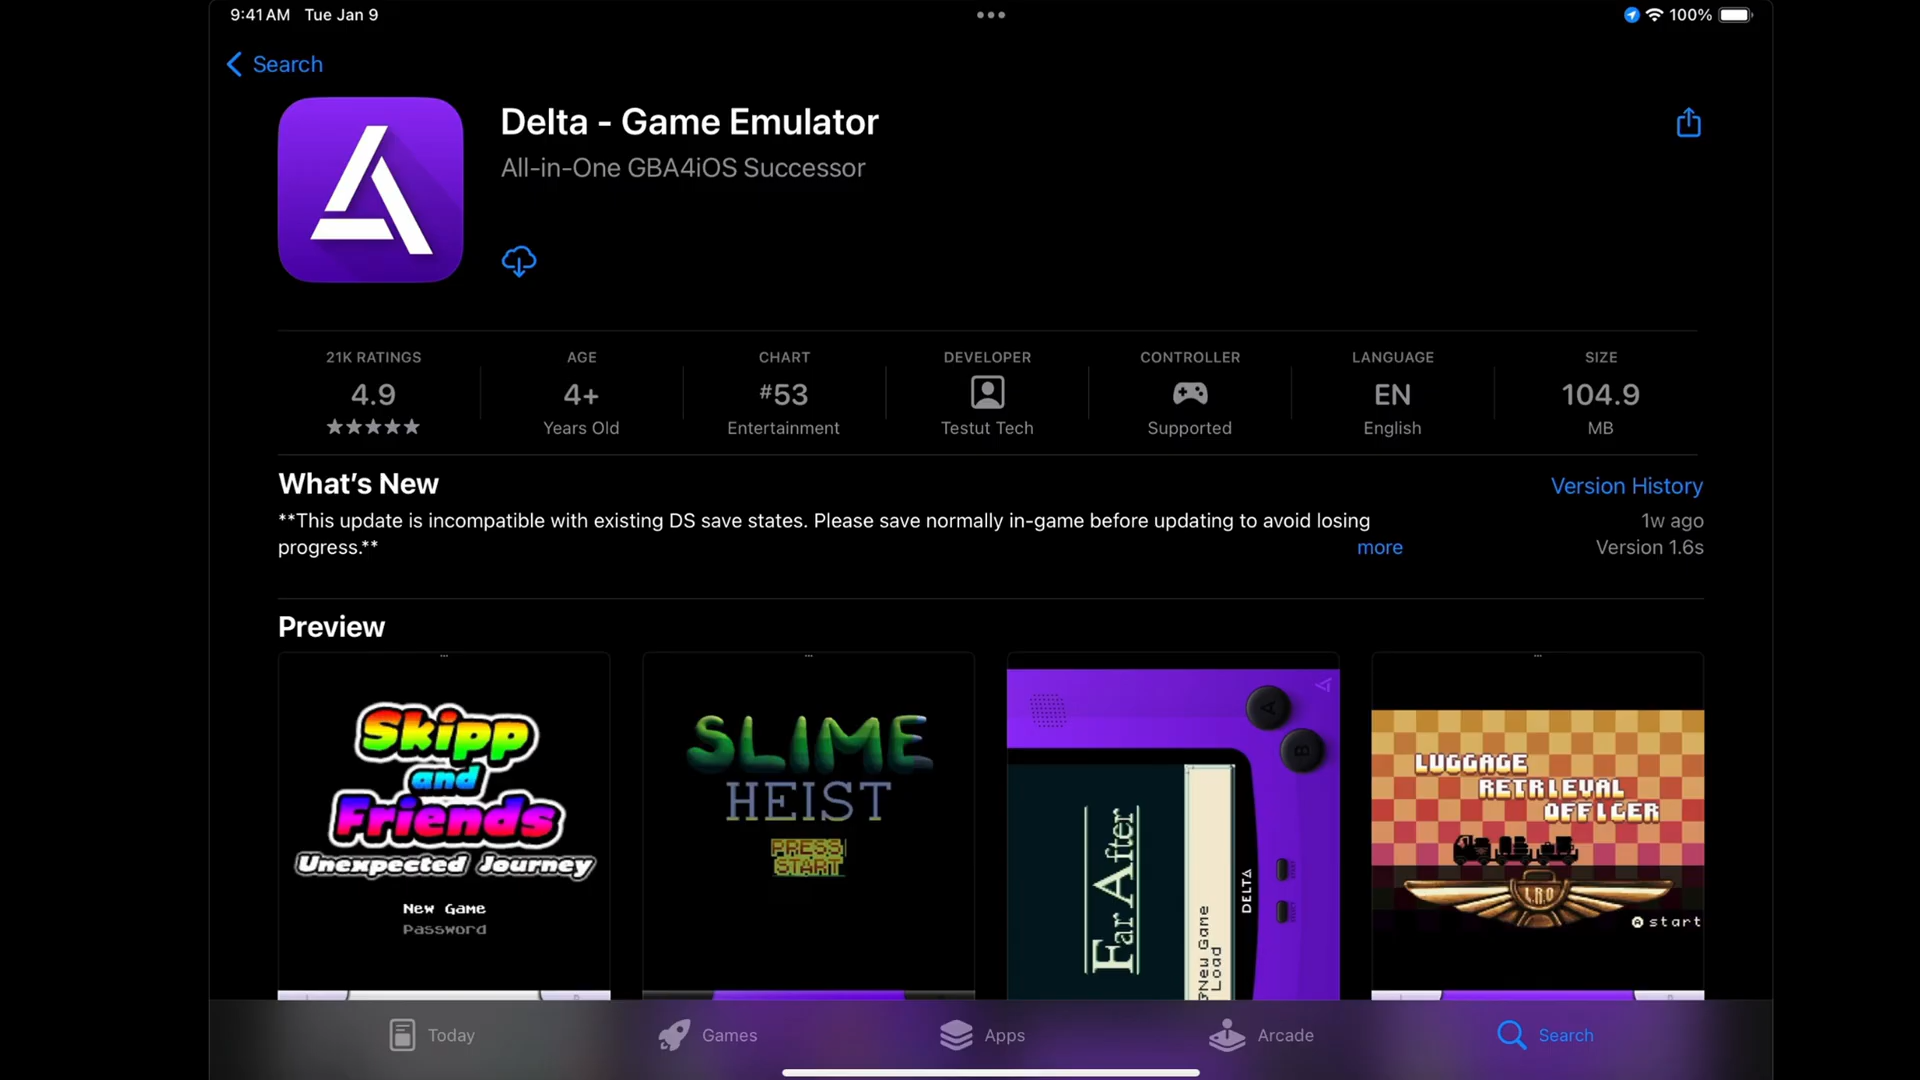 9:41 AM Tue Jan 9
100%
Search
Delta - Game Emulator
All-in-One GBA4iOS Successor
21K RATINGS
4.9
AGE
4+
Years Old
CHART
#53
Entertainment
DEVELOPER
Testut Tech
CONTROLLER
Supported
LANGUAGE
EN
English
SIZE
104.9
MB
What's New
Version History
**This update is incompatible with existing DS save states. Please save normally in-game before updating to avoid losing
progress.**
more
1w ago
Version 1.6s
Preview
Skipp
and
Friends
Unexpected Journey
New Game
Password
SLIME
HEIST
PRESS
START
Far After
New Game
Load
DELTA
A
B
LUGGAGE
RETRIEVAL
OFFICER
L.R.O
A start
Today
Games
Apps
Arcade
Search